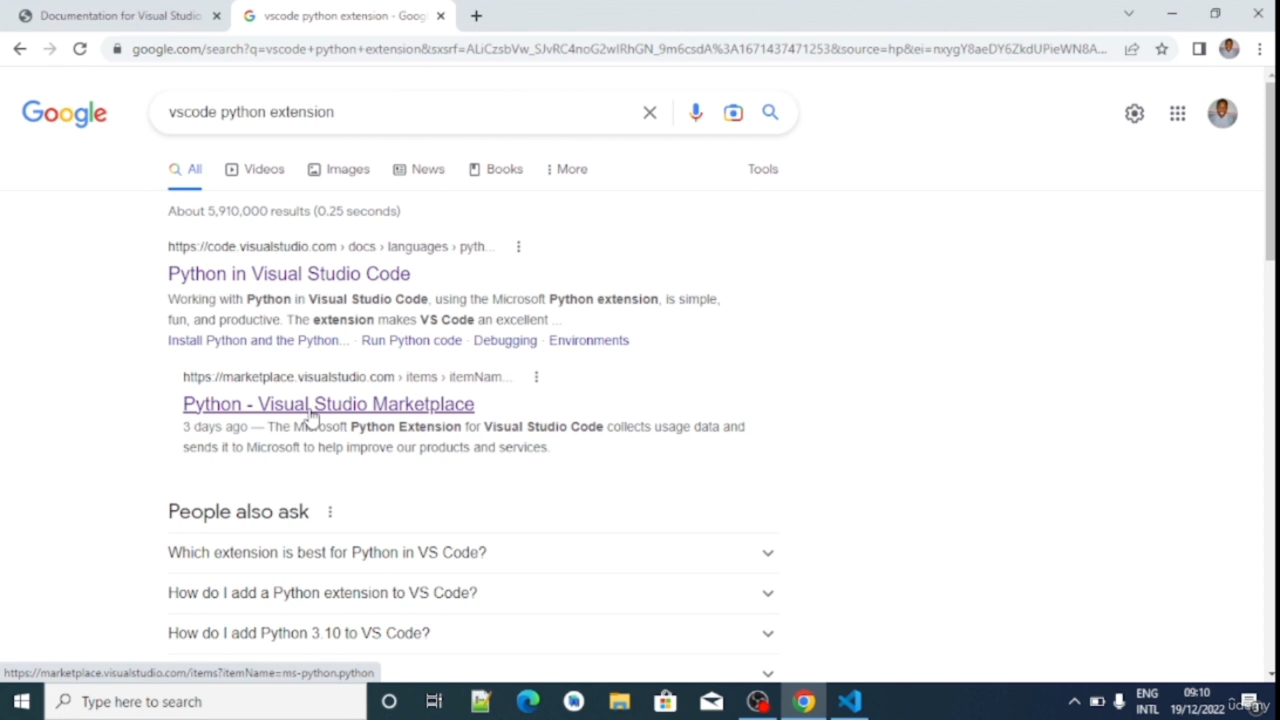 Documentation for Visual Studio
vscode python extension - Goog
google.com/search?q=vscode+python+extension&sxsrf=ALiCzsbVw_SJvRC4noG2wIRhGN_9m6csdA%3A1671437471253&source=hp&ei=nxygY8aeDY6ZkdUPieWN8A...
Google
vscode python extension
All
Videos
Images
News
Books
More
Tools
About 5,910,000 results (0.25 seconds)
https://code.visualstudio.com › docs › languages › pyth...
Python in Visual Studio Code
Working with Python in Visual Studio Code, using the Microsoft Python extension, is simple,
fun, and productive. The extension makes VS Code an excellent ...
Install Python and the Python... · Run Python code · Debugging · Environments
https://marketplace.visualstudio.com › items › itemNam...
Python - Visual Studio Marketplace
3 days ago — The Microsoft Python Extension for Visual Studio Code collects usage data and
sends it to Microsoft to help improve our products and services.
People also ask
Which extension is best for Python in VS Code?
How do I add a Python extension to VS Code?
How do I add Python 3.10 to VS Code?
https://marketplace.visualstudio.com/items?itemName=ms-python.python
Type here to search
ENG
INTL
09:10
19/12/2022
udemy